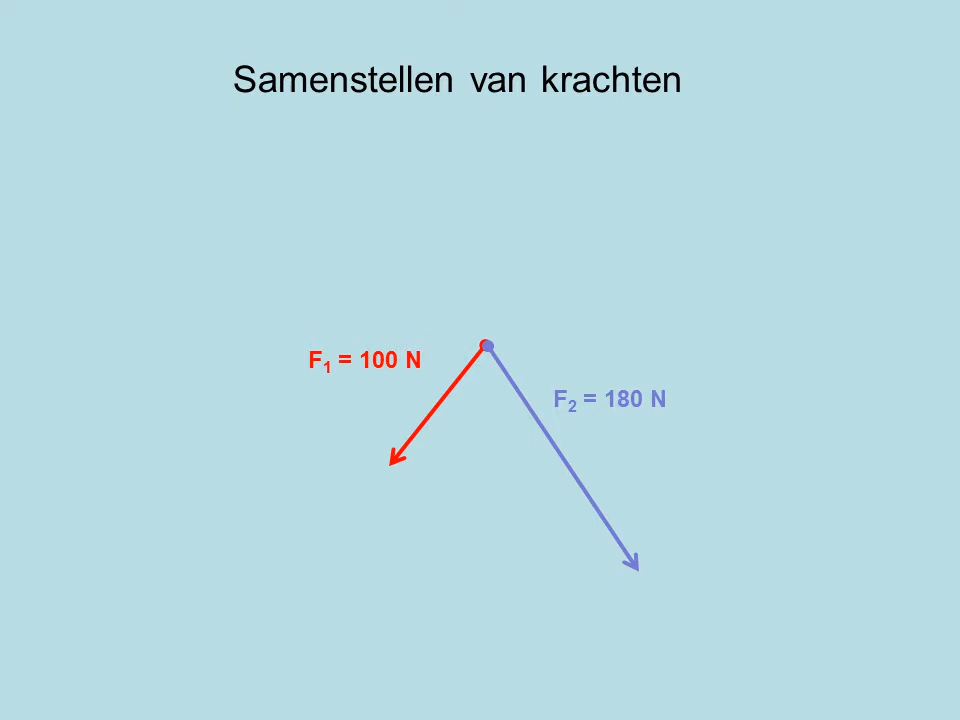 Samenstellen van krachten
F₁ = 100 N
F₂ = 180 N